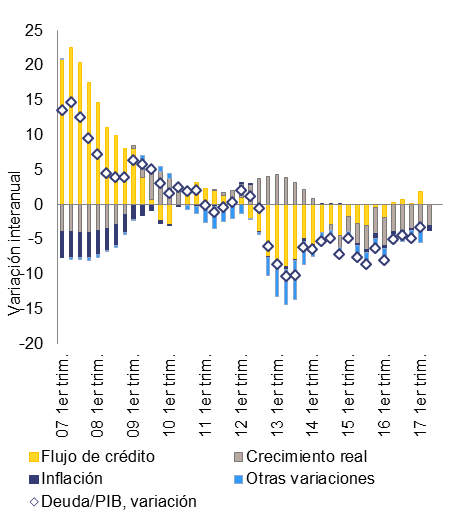 25
20
15
10
5
0
-5
-10
-15
-20
Variación interanual
07 1er trim.
08 1er trim.
09 1er trim.
10 1er trim.
11 1er trim.
12 1er trim.
13 1er trim.
14 1er trim.
15 1er trim.
16 1er trim.
17 1er trim.
Flujo de crédito
Crecimiento real
Inflación
Otras variaciones
Deuda/PIB, variación